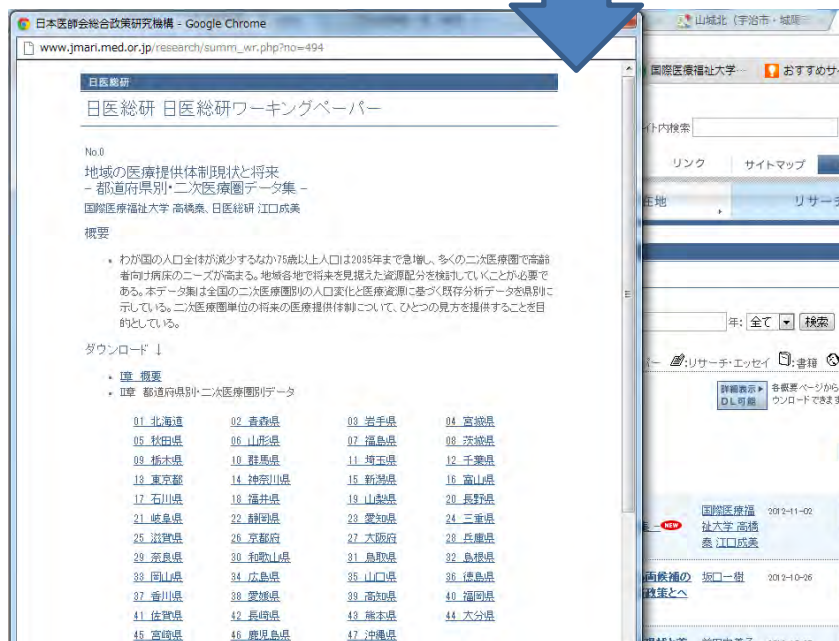 日本医師会総合政策研究機構 - Google Chrome
www.jmari.med.or.jp/research/summ_wr.php?no=494
日医総研
日医総研 日医総研ワーキングペーパー
No.0
地域の医療提供体制現状と将来
- 都道府県別・二次医療圏データ集 -
国際医療福祉大学 高橋泰、日医総研 江口成美
概要
• わが国の人口全体が減少するなか75歳以上人口は2035年まで急増し、多くの二次医療圏で高齢
者向け病床のニーズが高まる。地域各地で将来を見据えた資源配分を検討していくことが必要で
ある。本データ集は全国の二次医療圏別の人口変化と医療資源に基づく既存分析データを県別に
示している。二次医療圏単位の将来の医療提供体制について、ひとつの見方を提供することを目
的としている。
ダウンロード ↓
• I章 概要
• II章 都道府県別・二次医療圏別データ
01 北海道 02 青森県 03 岩手県 04 宮城県
05 秋田県 06 山形県 07 福島県 08 茨城県
09 栃木県 10 群馬県 11 埼玉県 12 千葉県
13 東京都 14 神奈川県 15 新潟県 16 富山県
17 石川県 18 福井県 19 山梨県 20 長野県
21 岐阜県 22 静岡県 23 愛知県 24 三重県
25 滋賀県 26 京都府 27 大阪府 28 兵庫県
29 奈良県 30 和歌山県 31 鳥取県 32 島根県
33 岡山県 34 広島県 35 山口県 36 徳島県
37 香川県 38 愛媛県 39 高知県 40 福岡県
41 佐賀県 42 長崎県 43 熊本県 44 大分県
45 宮崎県 46 鹿児島県 47 沖縄県
山城北（宇治市・城陽
国際医療福祉大学… おすすめサ
イト内検索
リンク サイトマップ
在地 リサーチ
年: 全て 検索
パー :リサーチ・エッセイ :書籍
詳細表示 DL可能
各概要ページから
ウンロードできます
集 - NEW 国際医療福 2012-11-02
祉大学 高橋
泰 江口成美
両候補の 坂口一樹 2012-10-26
政策とへ